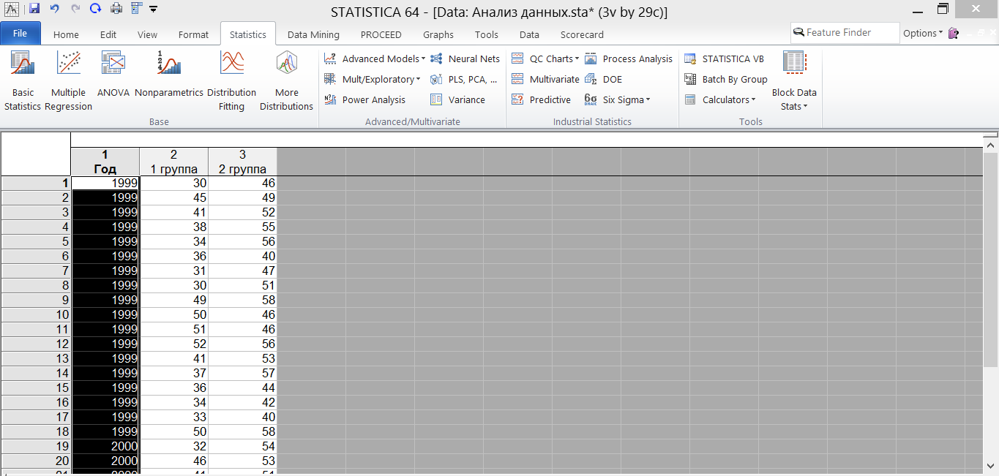 STATISTICA 64 - [Data: Анализ данных.sta* (3v by 29c)]
File Home Edit View Format Statistics Data Mining PROCEED Graphs Tools Data Scorecard Feature Finder Options
Basic Statistics
Multiple Regression
ANOVA
Nonparametrics
Distribution Fitting
More Distributions
Base
Advanced Models Neural Nets
Mult/Exploratory PLS, PCA, ...
Power Analysis Variance
Advanced/Multivariate
QC Charts Process Analysis
Multivariate DOE
Predictive 6σ Six Sigma
Industrial Statistics
STATISTICA VB
Batch By Group
Calculators
Block Data Stats
Tools
1 2 3
Год 1 группа 2 группа
1 1999 30 46
2 1999 45 49
3 1999 41 52
4 1999 38 55
5 1999 34 56
6 1999 36 40
7 1999 31 47
8 1999 30 51
9 1999 49 58
10 1999 50 46
11 1999 51 46
12 1999 52 56
13 1999 41 53
14 1999 37 57
15 1999 36 44
16 1999 34 42
17 1999 33 40
18 1999 50 58
19 2000 32 54
20 2000 46 53